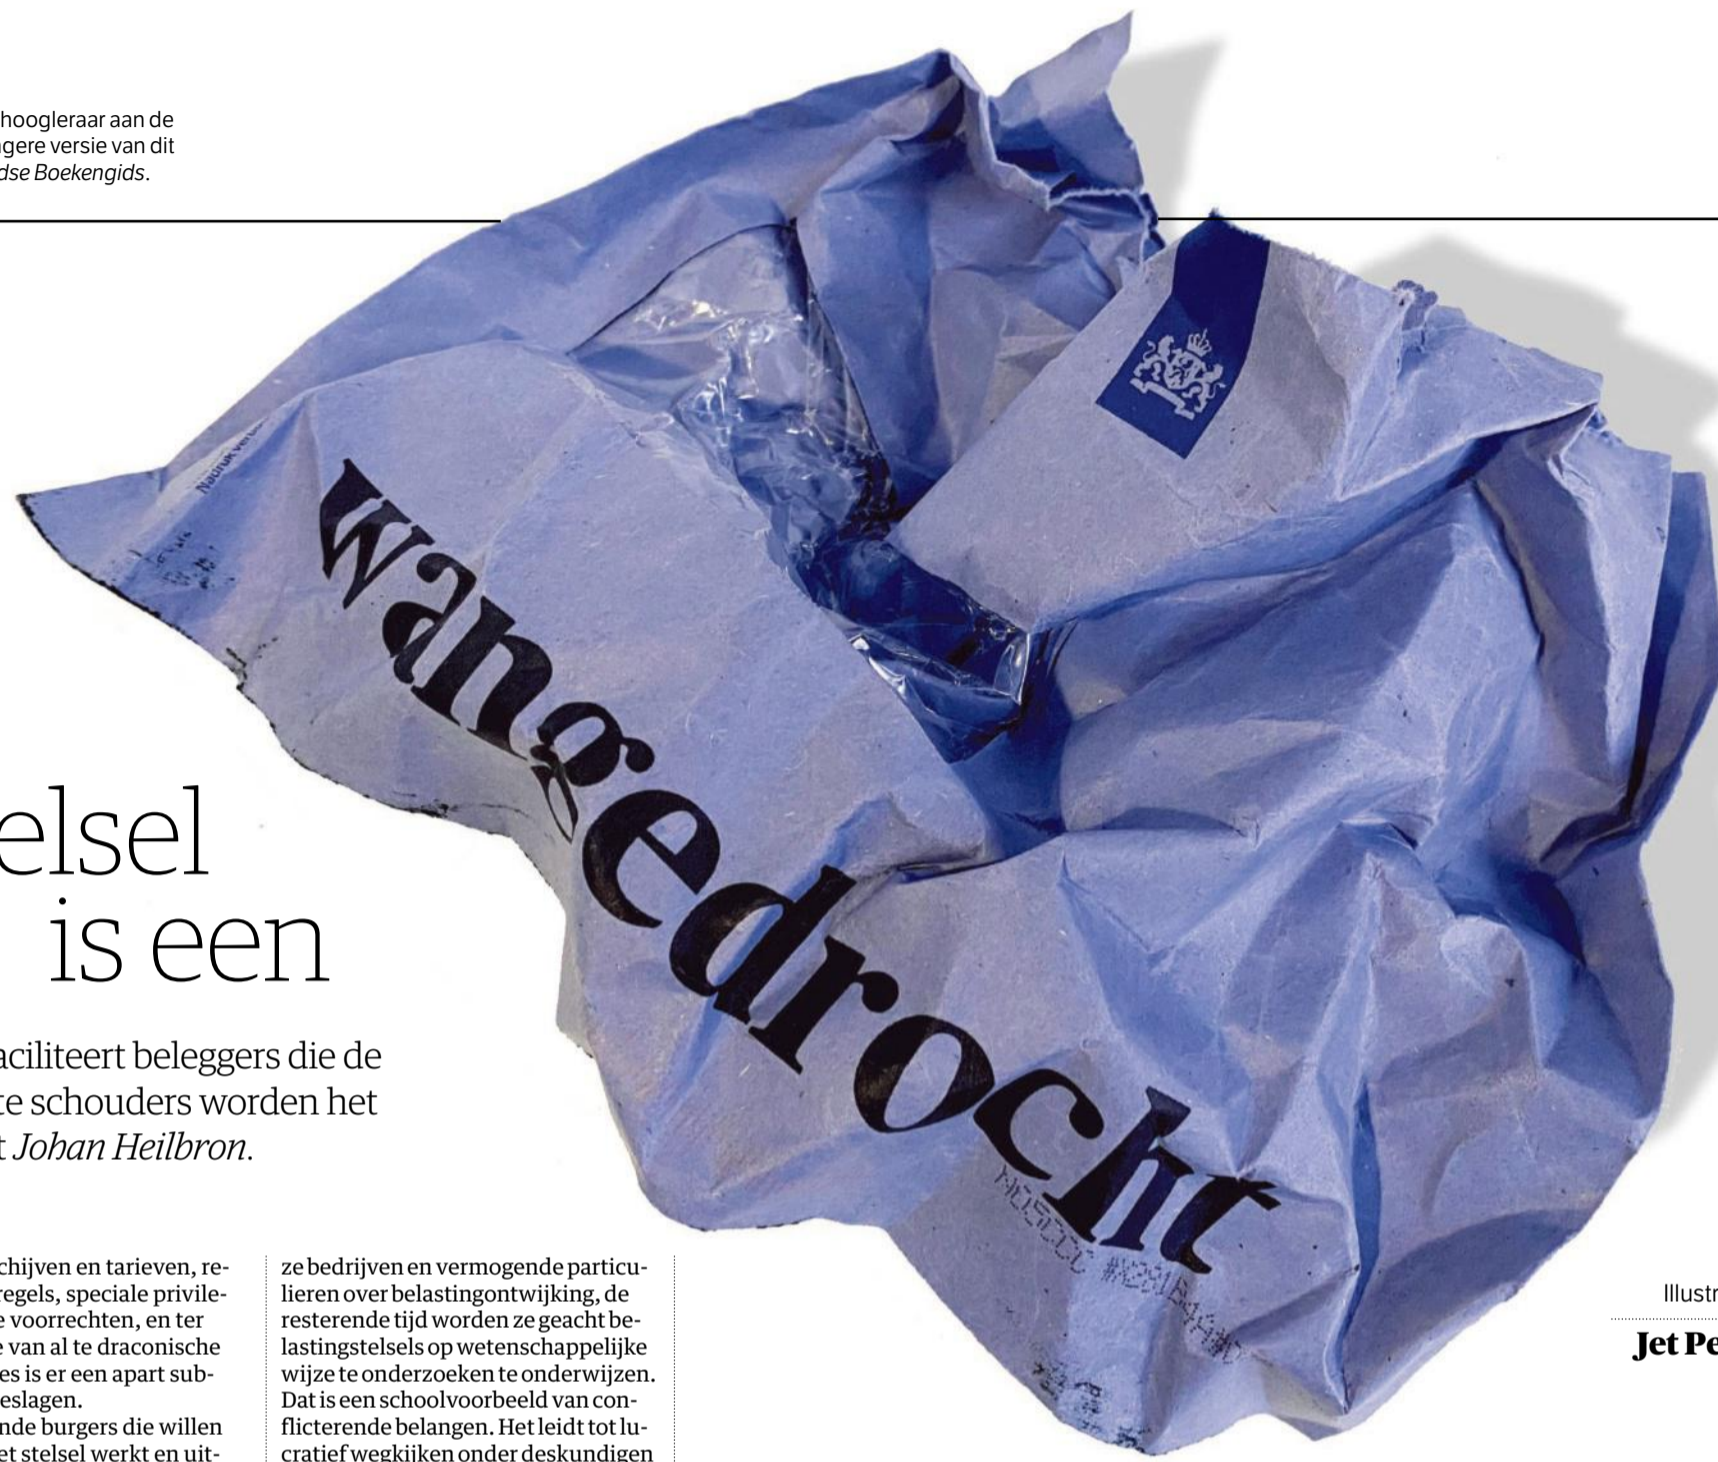 hoogleraar aan de
gere versie van dit
dse Boekengids.
wangedrocht
elsel
is een
aciliteert beleggers die de
te schouders worden het
t Johan Heilbron.
chijven en tarieven, re-
regels, speciale privile-
e voorrechten, en ter
e van al te draconische
es is er een apart sub-
eslagen.
nde burgers die willen
et stelsel werkt en uit-
ze bedrijven en vermogende particu-
lieren over belastingontwijking, de
resterende tijd worden ze geacht be-
lastingstelsels op wetenschappelijke
wijze te onderzoeken te onderwijzen.
Dat is een schoolvoorbeeld van con-
flicterende belangen. Het leidt tot lu-
cratief wegkijken onder deskundigen
Illustr
Jet Pe